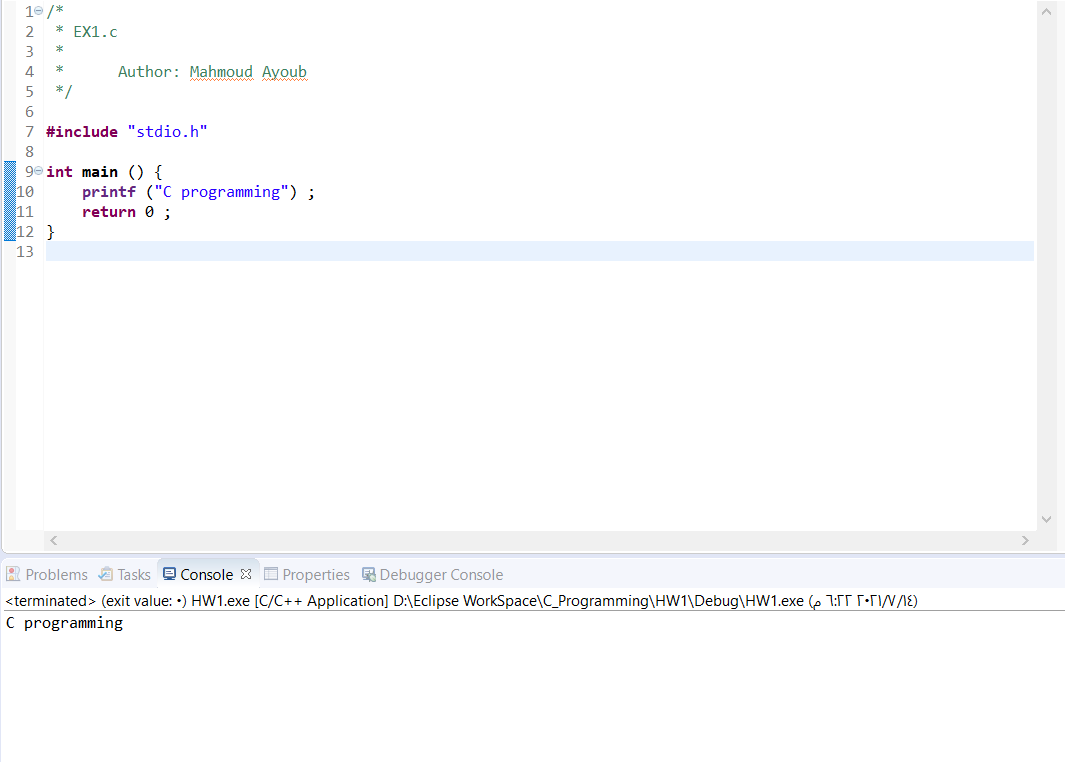 1 /*
2  * EX1.c
3  *
4  *      Author: Mahmoud Ayoub
5  */
6
7 #include "stdio.h"
8
9 int main () {
10     printf ("C programming") ;
11     return 0 ;
12 }
13
Problems Tasks Console Properties Debugger Console
<terminated> (exit value: ٠) HW1.exe [C/C++ Application] D:\Eclipse WorkSpace\C_Programming\HW1\Debug\HW1.exe (م ٦:٢٢ ٢٠٢١/٧/١٤)
C programming